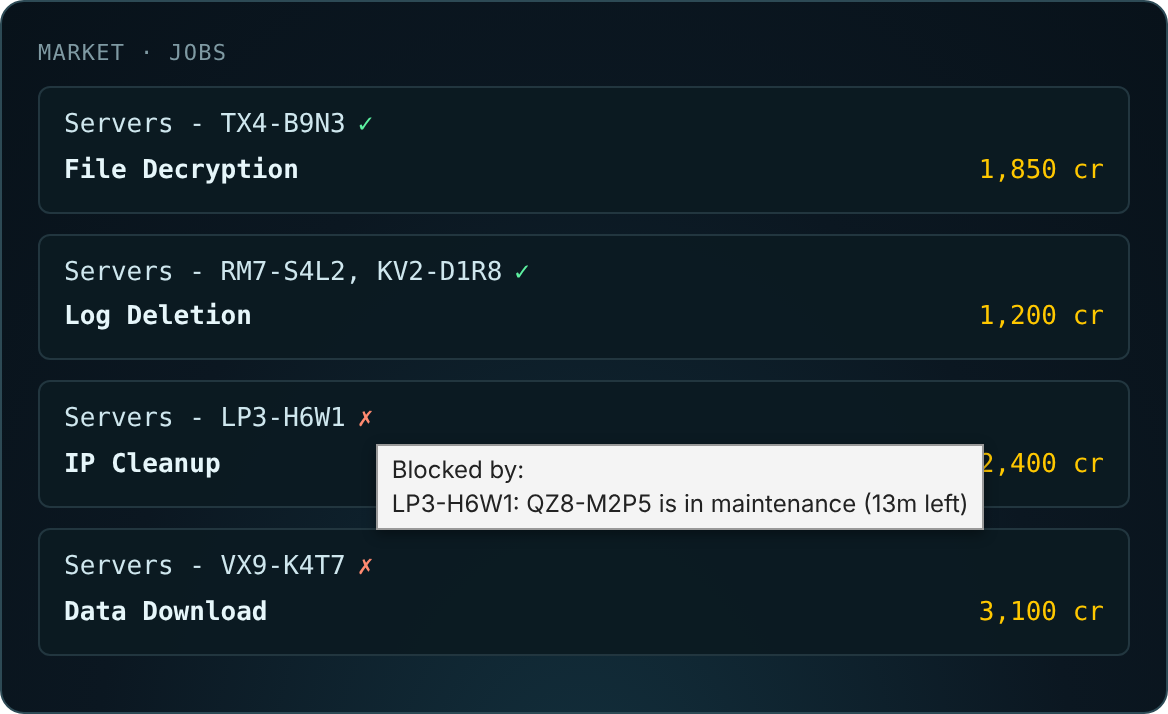 MARKET · JOBS
Servers - TX4-B9N3 ✓
File Decryption 1,850 cr
Servers - RM7-S4L2, KV2-D1R8 ✓
Log Deletion 1,200 cr
Servers - LP3-H6W1 ✗
IP Cleanup 2,400 cr
Blocked by:
LP3-H6W1: QZ8-M2P5 is in maintenance (13m left)
Servers - VX9-K4T7 ✗
Data Download 3,100 cr